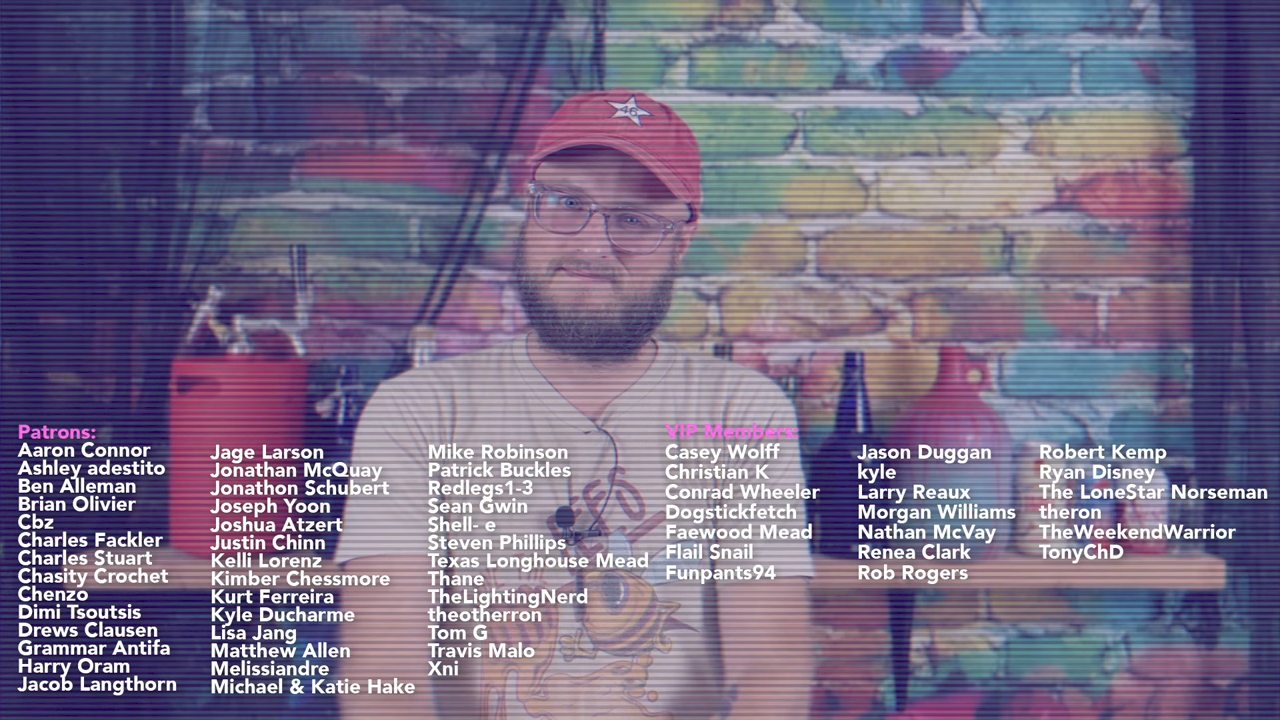 46
Patrons:
Aaron Connor
Ashley adestito
Ben Alleman
Brian Olivier
Cbz
Charles Fackler
Charles Stuart
Chasity Crochet
Chenzo
Dimi Tsoutsis
Drews Clausen
Grammar Antifa
Harry Oram
Jacob Langthorn
Jage Larson
Jonathan McQuay
Jonathon Schubert
Joseph Yoon
Joshua Atzert
Justin Chinn
Kelli Lorenz
Kimber Chessmore
Kurt Ferreira
Kyle Ducharme
Lisa Jang
Matthew Allen
Melissiandre
Michael & Katie Hake
Mike Robinson
Patrick Buckles
Redlegs1-3
Sean Gwin
Shell- e
Steven Phillips
Texas Longhouse Mead
Thane
TheLightingNerd
theotherron
Tom G
Travis Malo
Xni
VIP Members:
Casey Wolff
Christian K
Conrad Wheeler
Dogstickfetch
Faewood Mead
Flail Snail
Funpants94
Jason Duggan
kyle
Larry Reaux
Morgan Williams
Nathan McVay
Renea Clark
Rob Rogers
Robert Kemp
Ryan Disney
The LoneStar Norseman
theron
TheWeekendWarrior
TonyChD